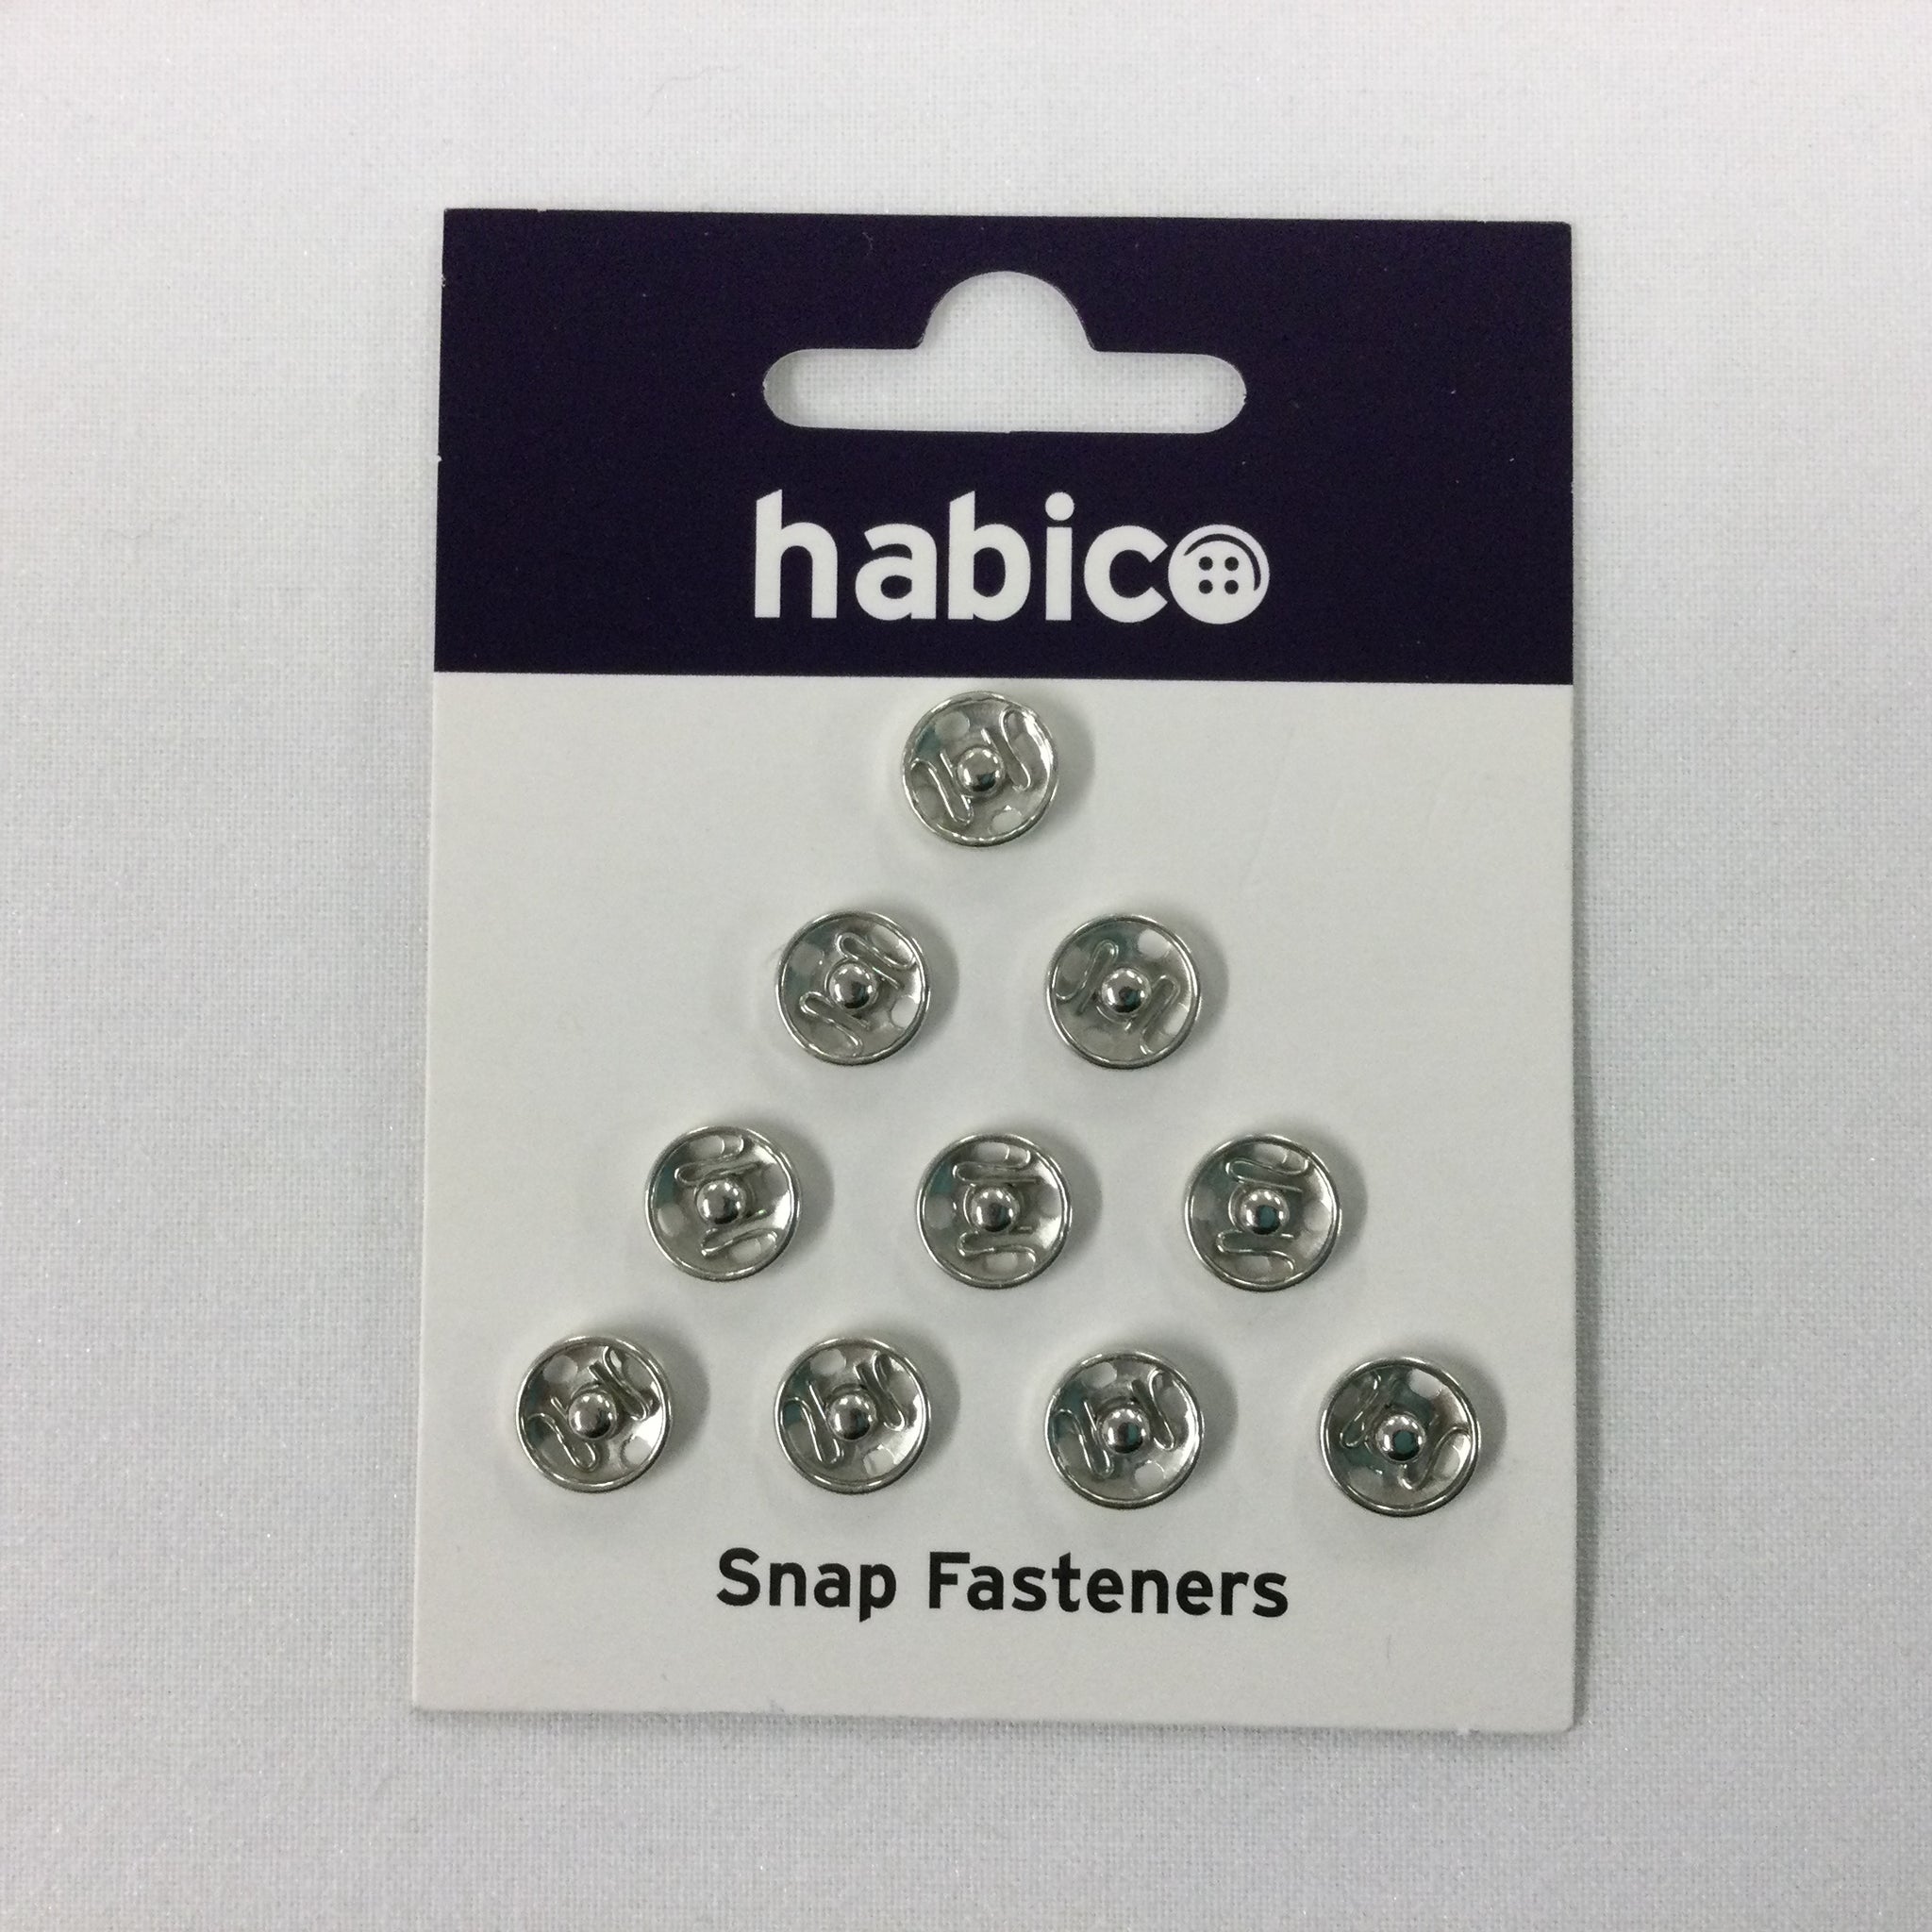 habico
Snap Fasteners